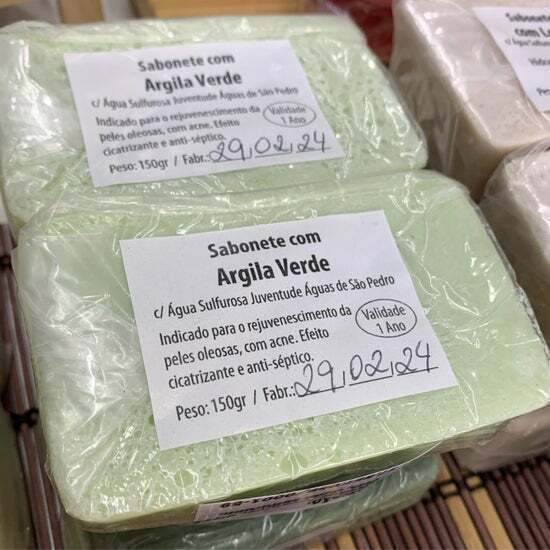 Sabonete com
Argila Verde
c/ Água Sulfurosa Juventude Águas de São Pedro
Indicado para o rejuvenescimento da
peles oleosas, com acne. Efeito
cicatrizante e anti-séptico.
Validade
1 Ano
Peso: 150gr / Fabr.: 29,02,24
Sabonete com
Argila Verde
c/ Água Sulfurosa Juventude Águas de São Pedro
Indicado para o rejuvenescimento da
peles oleosas, com acne. Efeito
cicatrizante e anti-séptico.
Validade
1 Ano
Peso: 150gr / Fabr.: 29,02,24
Sabonete
com
c/ Água